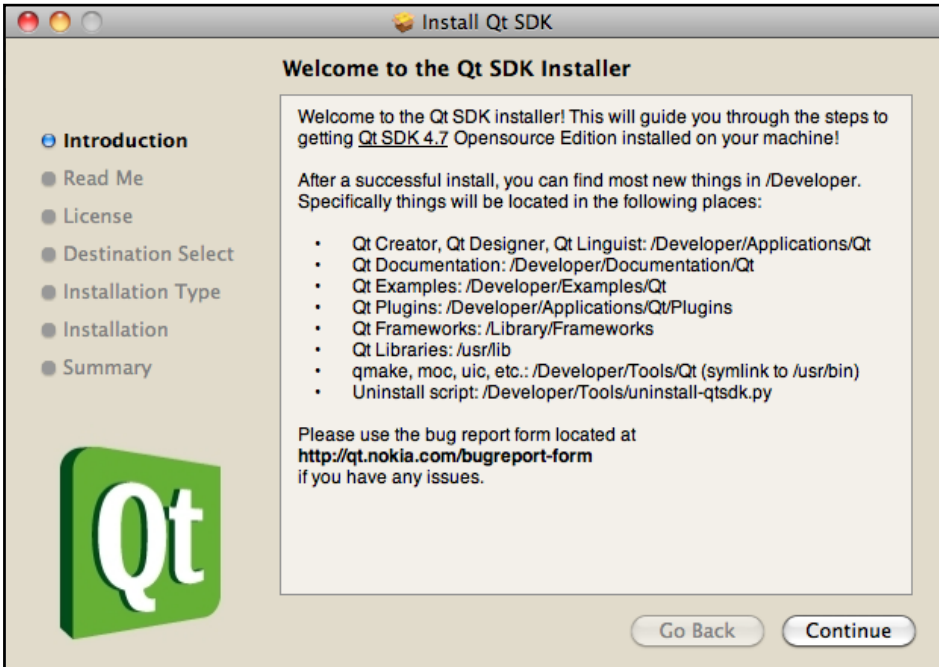 Install Qt SDK
Welcome to the Qt SDK Installer
Introduction
Read Me
License
Destination Select
Installation Type
Installation
Summary
Welcome to the Qt SDK installer! This will guide you through the steps to
getting Qt SDK 4.7 Opensource Edition installed on your machine!
After a successful install, you can find most new things in /Developer.
Specifically things will be located in the following places:
• Qt Creator, Qt Designer, Qt Linguist: /Developer/Applications/Qt
• Qt Documentation: /Developer/Documentation/Qt
• Qt Examples: /Developer/Examples/Qt
• Qt Plugins: /Developer/Applications/Qt/Plugins
• Qt Frameworks: /Library/Frameworks
• Qt Libraries: /usr/lib
• qmake, moc, uic, etc.: /Developer/Tools/Qt (symlink to /usr/bin)
• Uninstall script: /Developer/Tools/uninstall-qtsdk.py
Please use the bug report form located at
http://qt.nokia.com/bugreport-form
if you have any issues.
Qt
Go Back
Continue